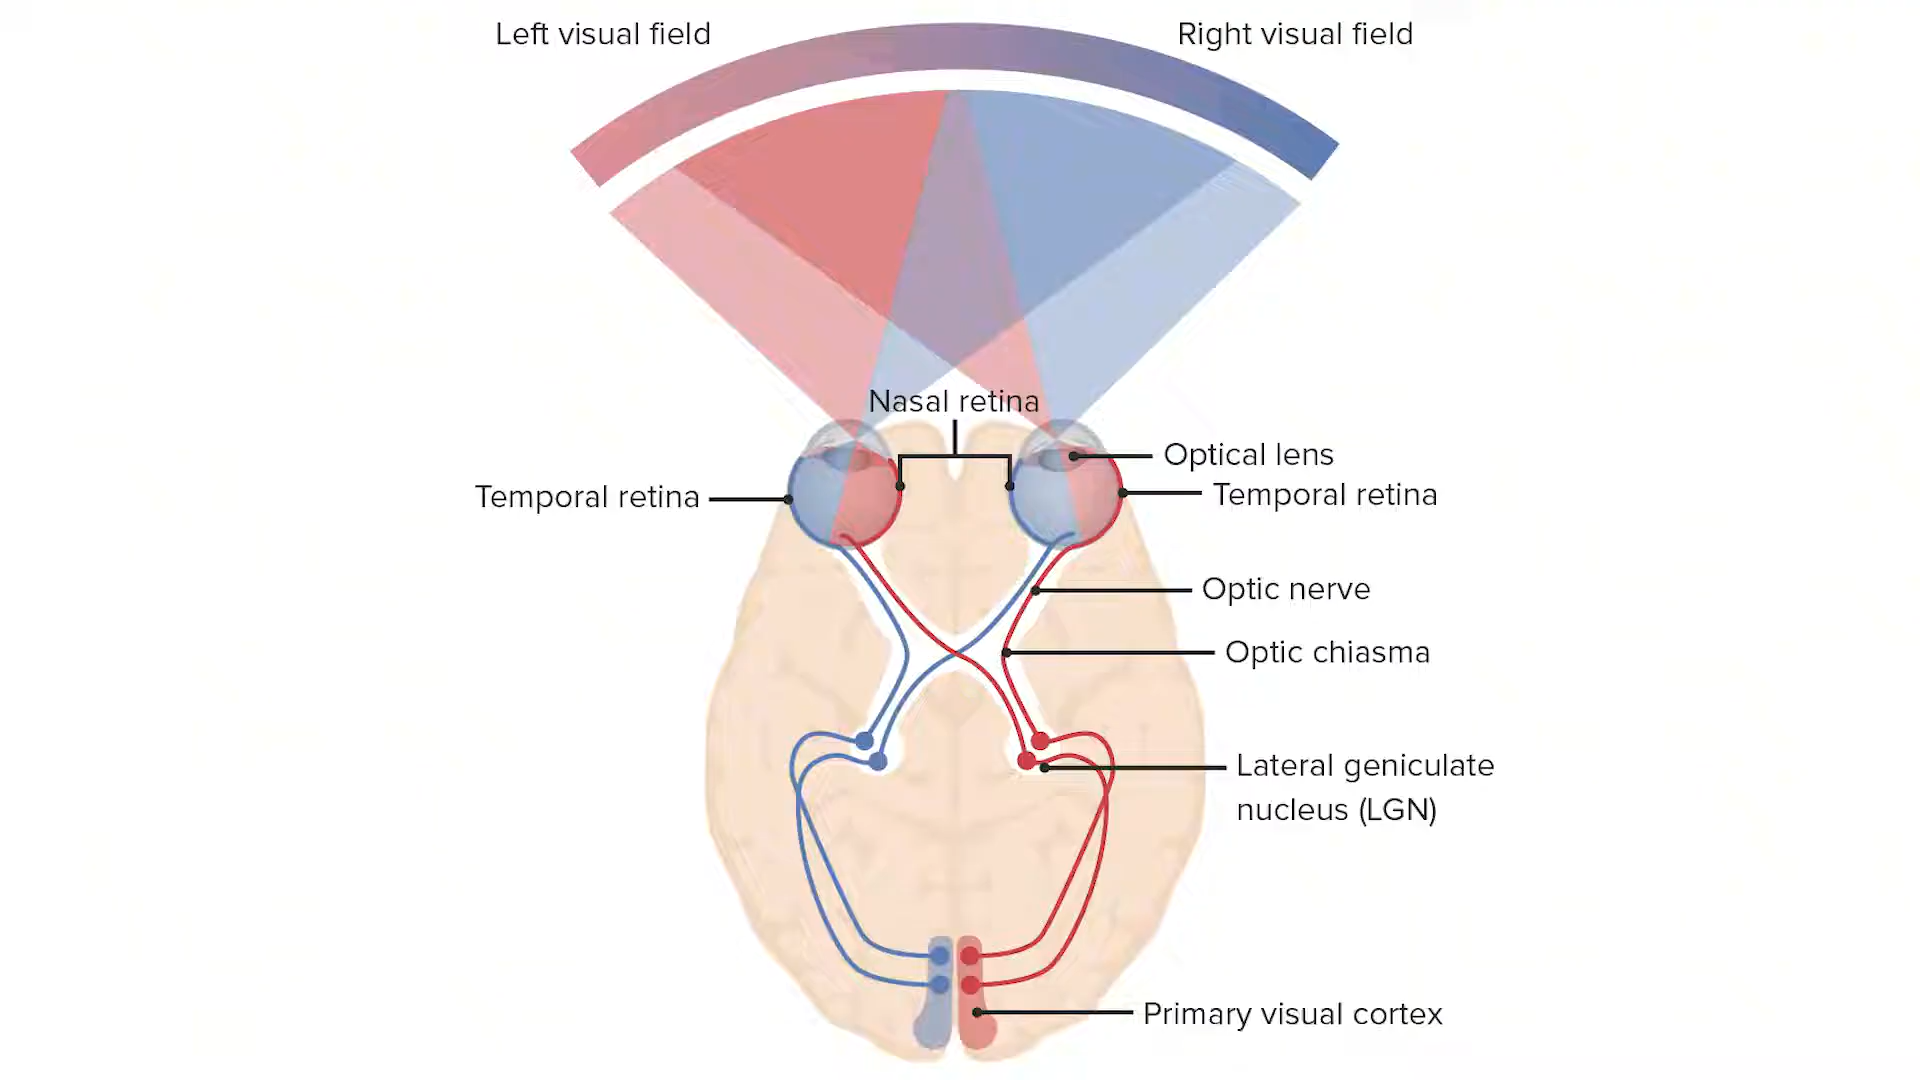 Left visual field
Right visual field
Nasal retina
Optical lens
Temporal retina
Temporal retina
Optic nerve
Optic chiasma
Lateral geniculate
nucleus (LGN)
Primary visual cortex